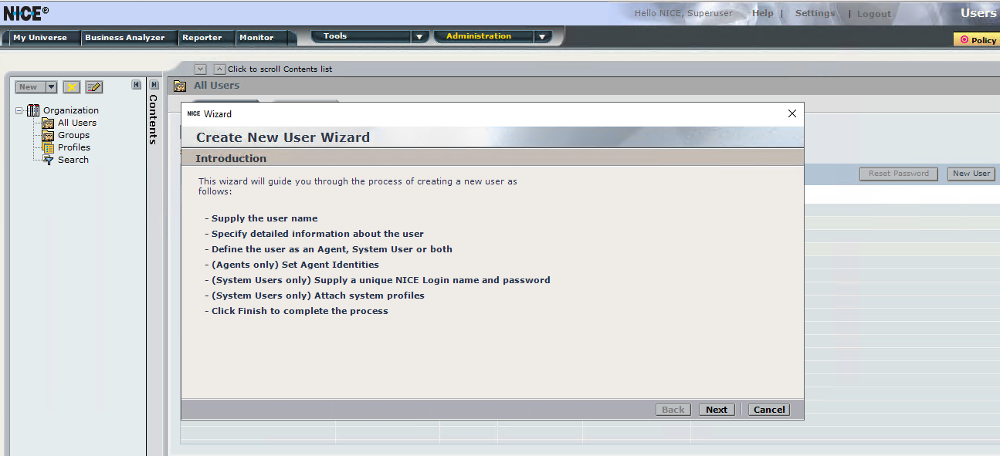 NICE®
Hello NICE, Superuser Help | Settings | Logout Users
My Universe Business Analyzer Reporter Monitor Tools Administration
Policy
Click to scroll Contents list
New
All Users
Contents
Organization
All Users
Groups
Profiles
Search
NICE Wizard
Create New User Wizard
Introduction
This wizard will guide you through the process of creating a new user as
follows:
- Supply the user name
- Specify detailed information about the user
- Define the user as an Agent, System User or both
- (Agents only) Set Agent Identities
- (System Users only) Supply a unique NICE Login name and password
- (System Users only) Attach system profiles
- Click Finish to complete the process
Back Next Cancel
Reset Password New User